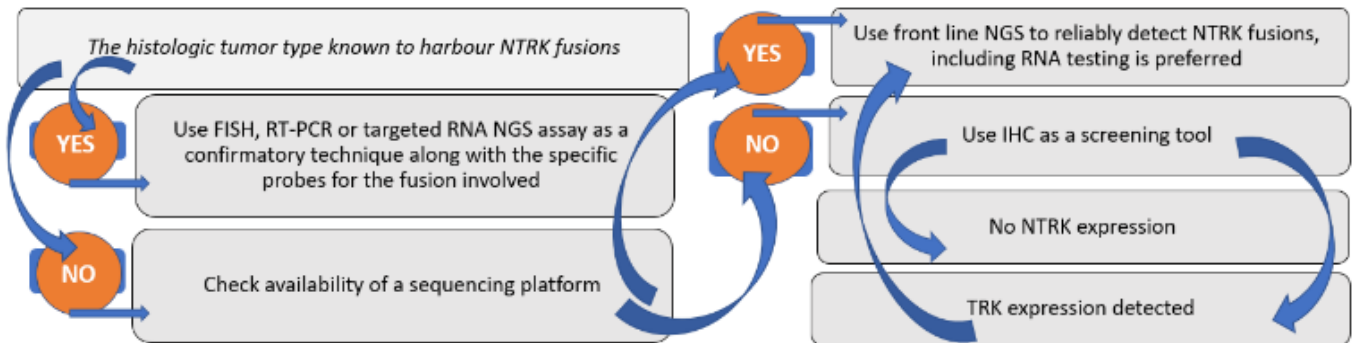 The histologic tumor type known to harbour NTRK fusions
YES
Use FISH, RT-PCR or targeted RNA NGS assay as a
confirmatory technique along with the specific
probes for the fusion involved
NO
Check availability of a sequencing platform
YES
Use front line NGS to reliably detect NTRK fusions,
including RNA testing is preferred
NO
Use IHC as a screening tool
No NTRK expression
TRK expression detected